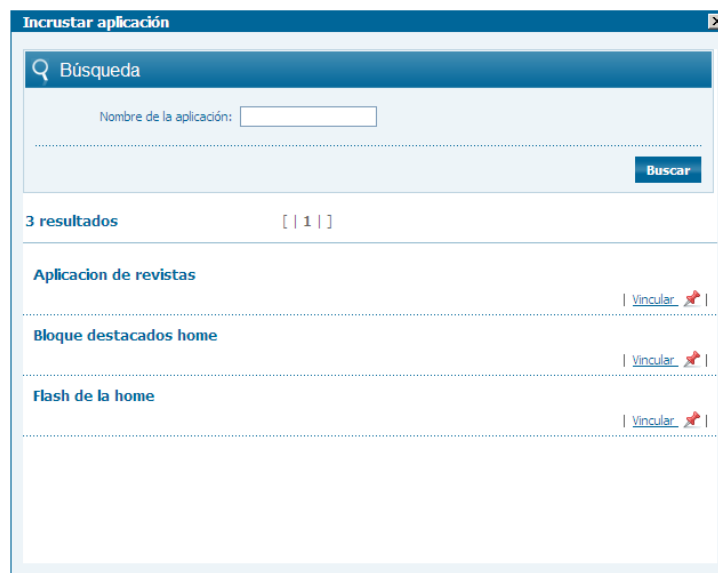 Incrustar aplicación
Búsqueda
Nombre de la aplicación:
Buscar
3 resultados [ | 1 | ]
Aplicacion de revistas
| Vincular |
Bloque destacados home
| Vincular |
Flash de la home
| Vincular |